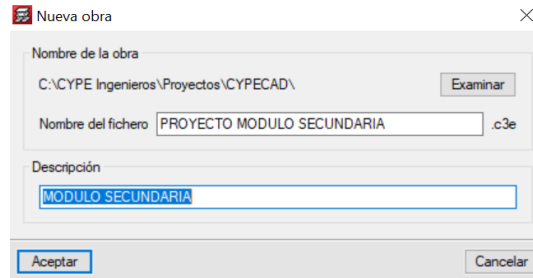 Nueva obra
Nombre de la obra
C:\CYPE Ingenieros\Proyectos\CYPECAD\ Examinar
Nombre del fichero PROYECTO MODULO SECUNDARIA .c3e
Descripción
MODULO SECUNDARIA
Aceptar Cancelar